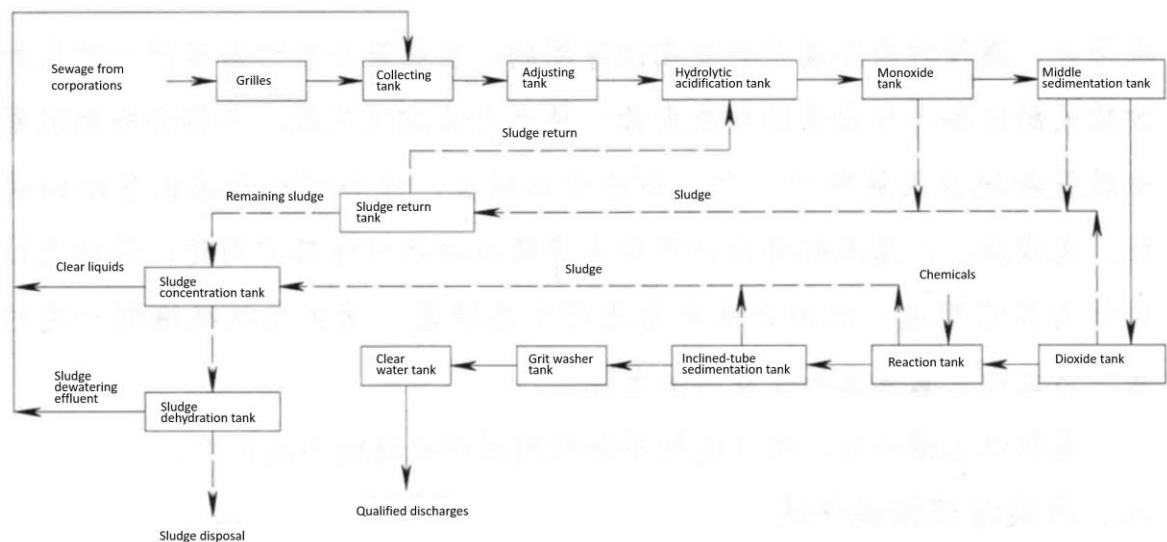 Sewage from
corporations
Grilles
Collecting
tank
Adjusting
tank
Hydrolytic
acidification tank
Monoxide
tank
Middle
sedimentation tank
Sludge return
Remaining sludge
Sludge return
tank
Sludge
Clear liquids
Sludge
concentration tank
Sludge
Chemicals
Clear
water tank
Grit washer
tank
Inclined-tube
sedimentation tank
Reaction tank
Dioxide tank
Sludge
dewatering
effluent
Sludge
dehydration tank
Qualified discharges
Sludge disposal